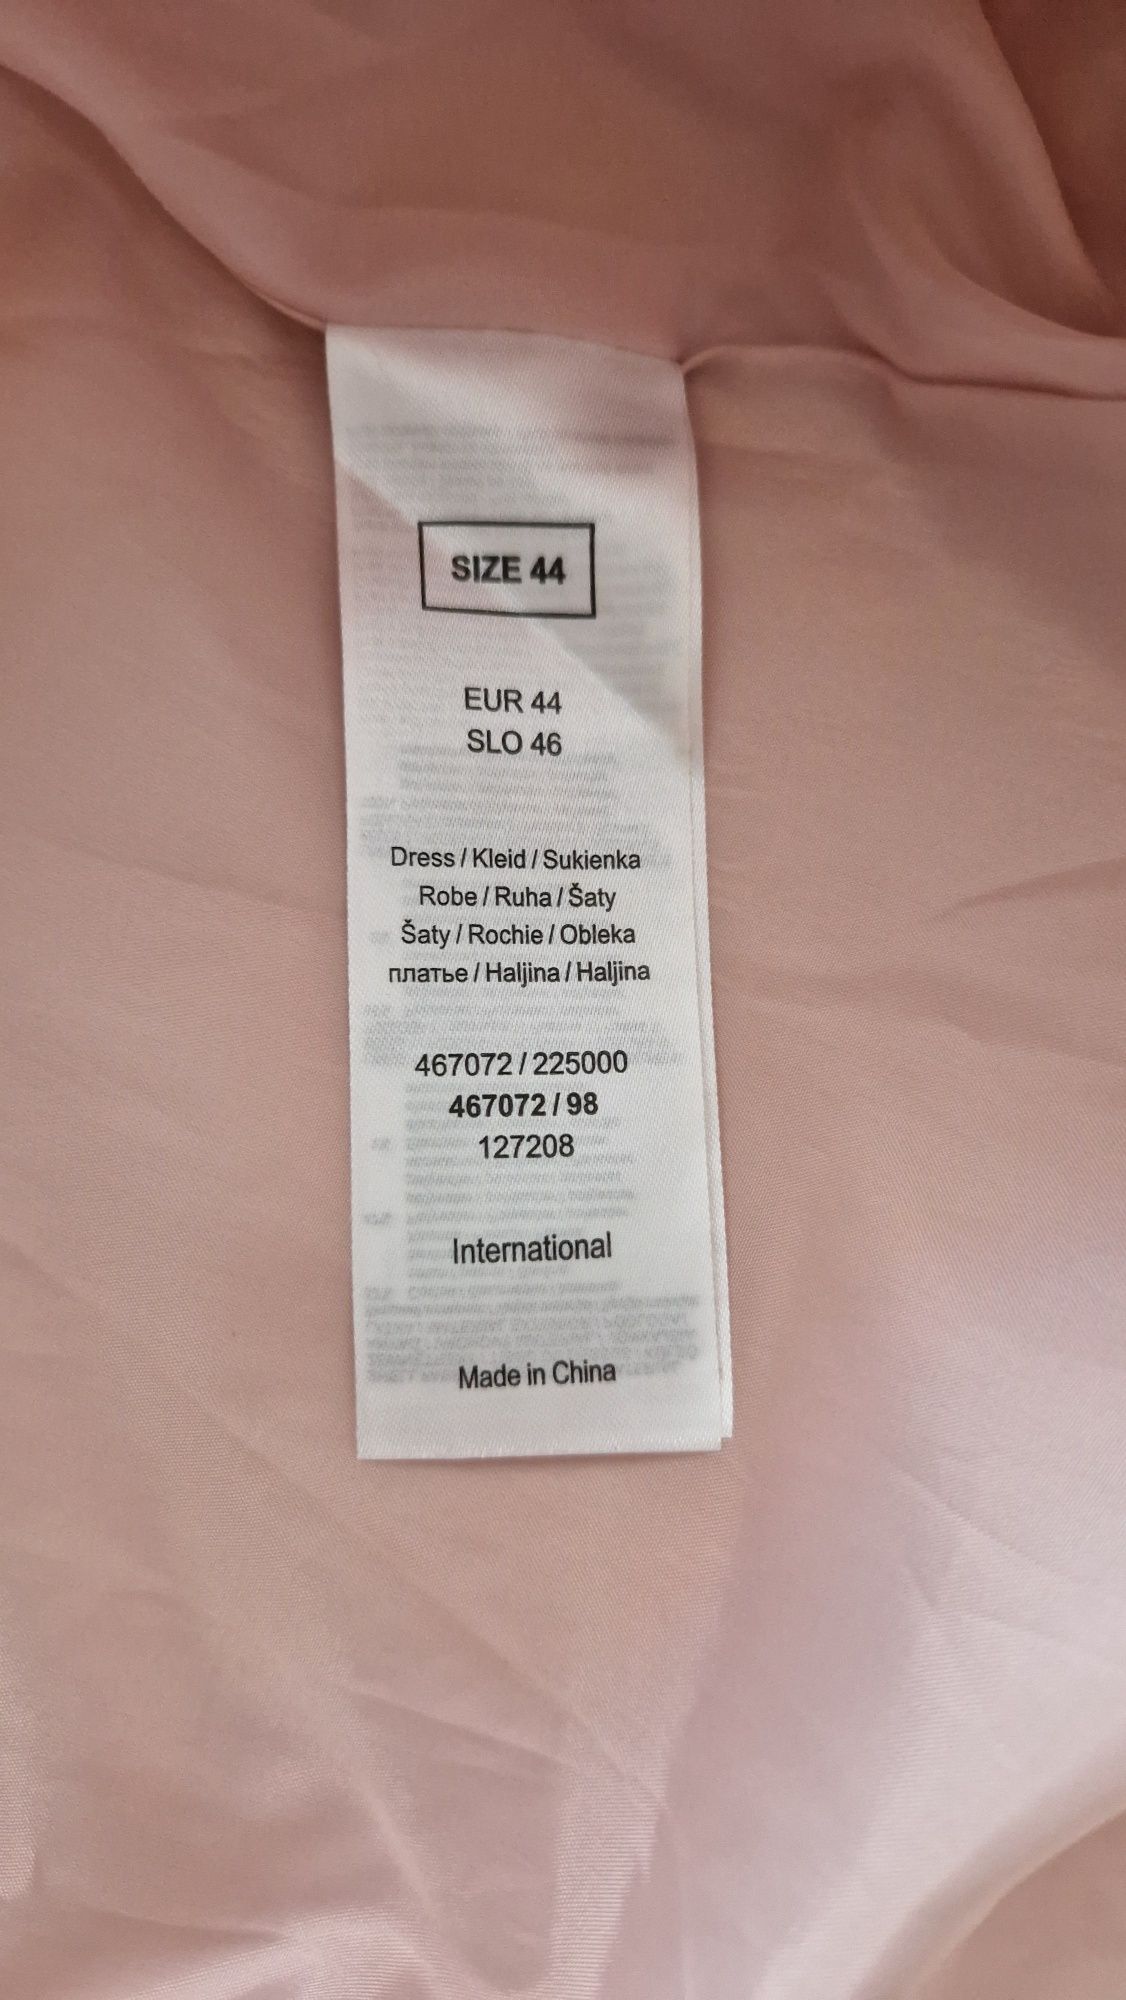 SIZE 44
EUR 44
SLO 46
Dress / Kleid / Sukienka
Robe / Ruha / Šaty
Šaty / Rochie / Obleka
платье / Haljina / Haljina
467072 / 225000
467072 / 98
127208
International
Made in China